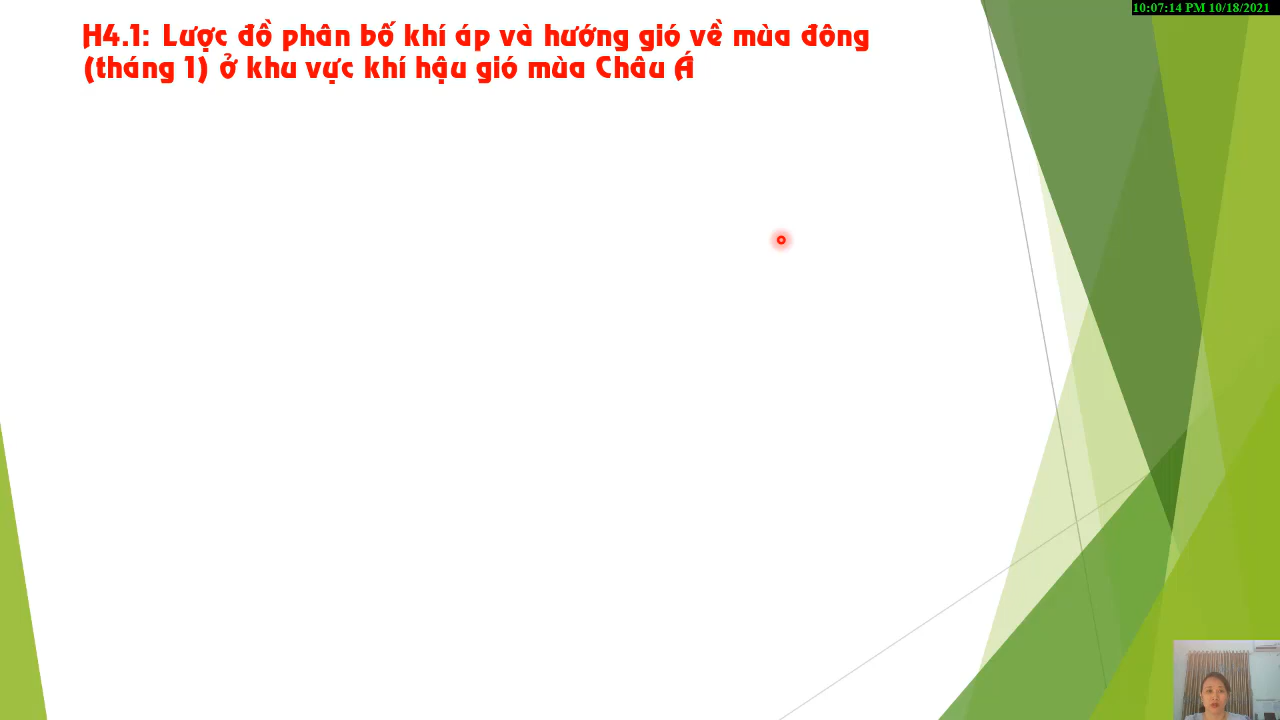 10:07:14 PM 10/18/2021
H4.1: Lược đồ phân bố khí áp và hướng gió về mùa đông
(tháng 1) ở khu vực khí hậu gió mùa Châu Á